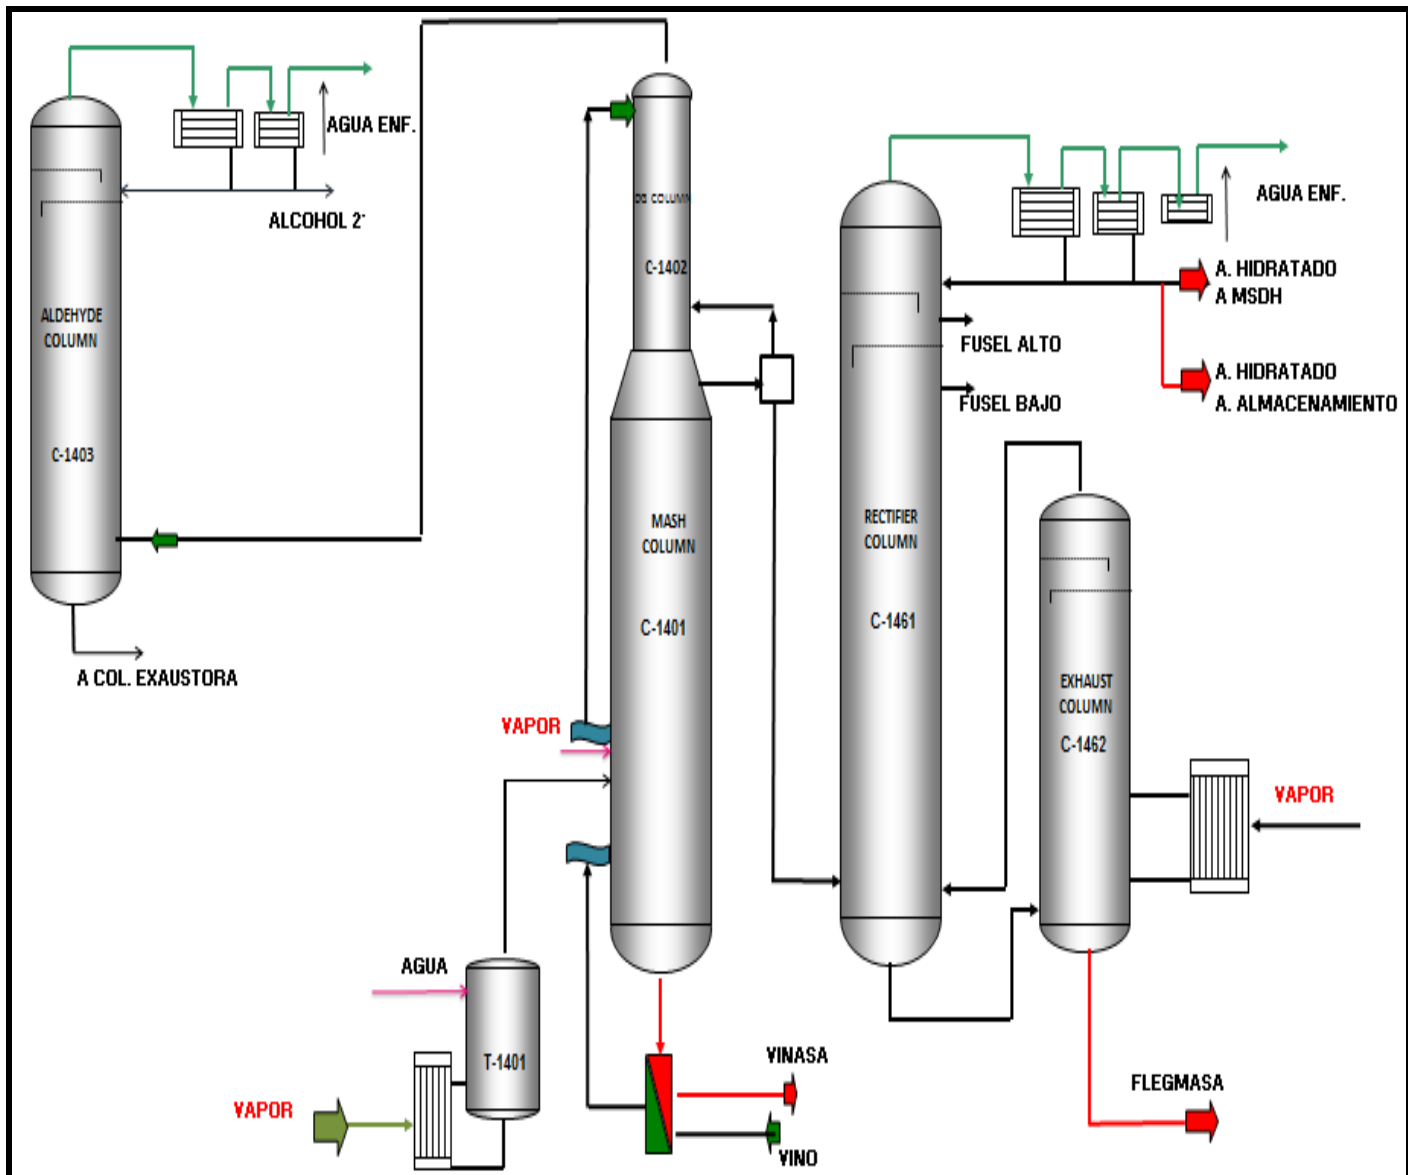 AGUA ENF.
ALCOHOL 2
ALDEHYDE
COLUMN
C-1403
A COL. EXAUSTORA
COLUMN
C-1402
MASH
COLUMN
C-1401
VAPOR
AGUA
T-1401
VAPOR
VINASA
VINO
AGUA ENF.
A. HIDRATADO
A MSDH
FUSEL ALTO
A. HIDRATADO
A. ALMACENAMIENTO
FUSEL BAJO
RECTIFIER
COLUMN
C-1461
EXHAUST
COLUMN
C-1462
VAPOR
FLEGMASA